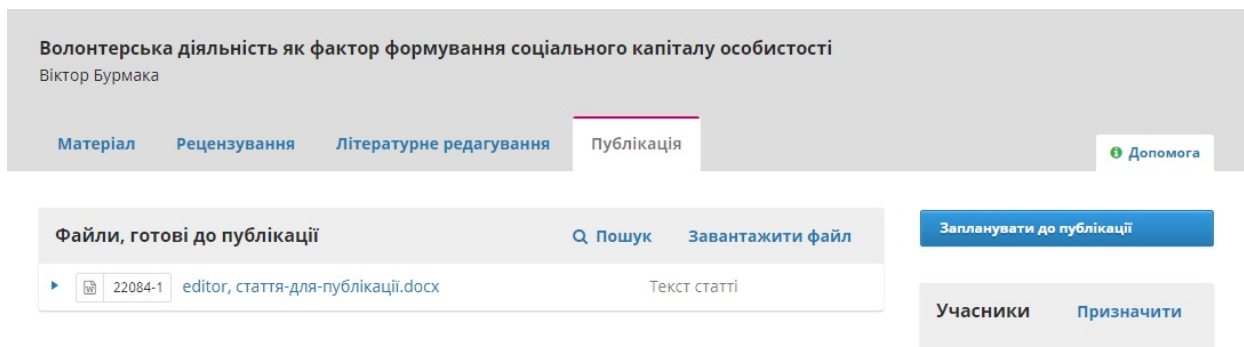 Волонтерська діяльність як фактор формування соціального капіталу особистості
Віктор Бурмака
Матеріал Рецензування Літературне редагування Публікація
Допомога
Файли, готові до публікації Пошук Завантажити файл
Запланувати до публікації
22084-1 editor, стаття-для-публікації.docx Текст статті
Учасники Призначити